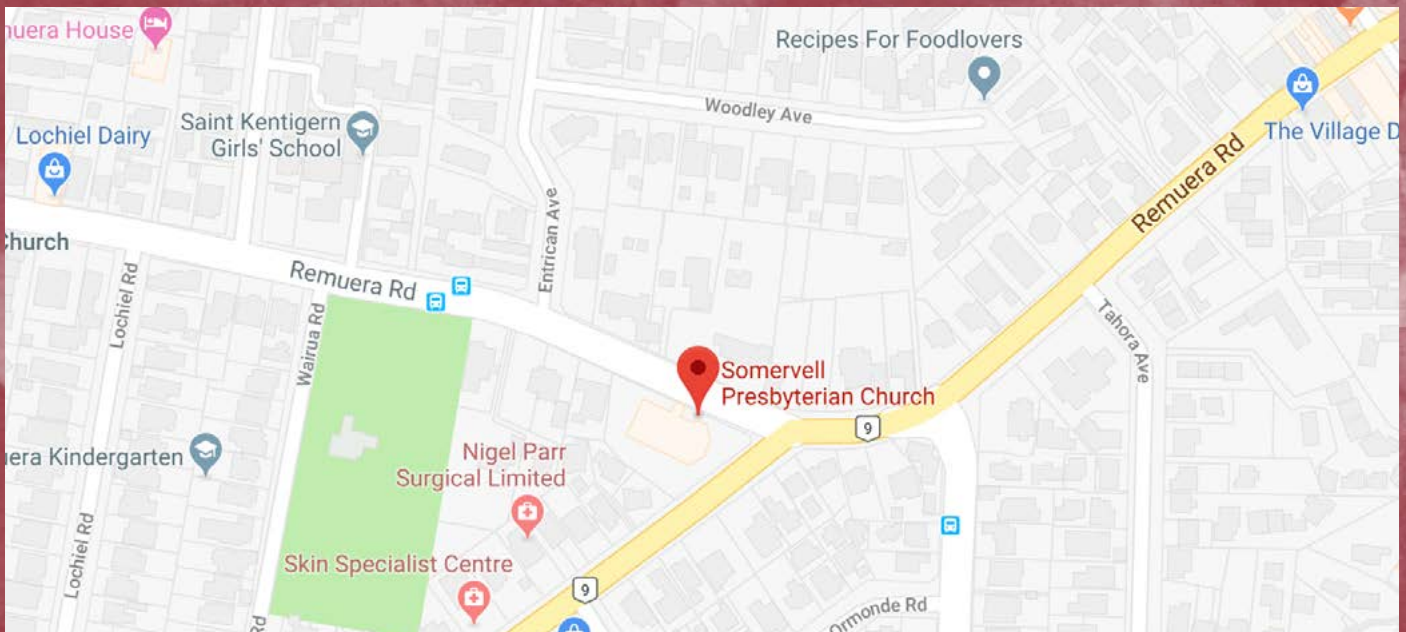 nuera House
Recipes For Foodlovers
Woodley Ave
Lochiel Dairy
Saint Kentigern
Girls' School
The Village D
Remuera Rd
Entrican Ave
Church
Remuera Rd
Lochiel Rd
Wairua Rd
Tahora Ave
Somervell
Presbyterian Church
9
Nigel Parr
Surgical Limited
uera Kindergarten
Lochiel Rd
Skin Specialist Centre
9
Ormonde Rd
Rd